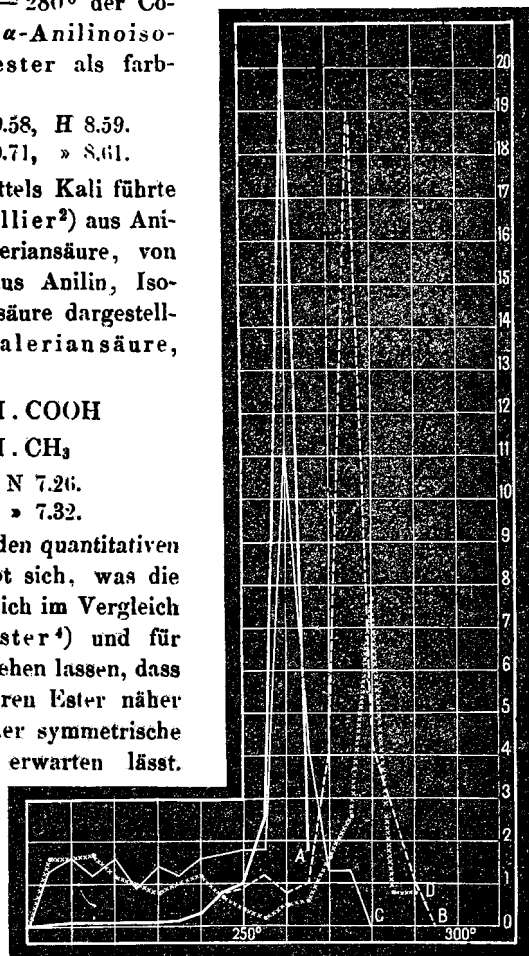 — 280° der Co-
α-Anilinoiso-
ester als farb-
9.58, H 8.59.
0.71, » 8.61.
ttels Kali führte
llier²) aus Ani-
eriansäure, von
us Anilin, Iso-
säure dargestell-
aleriansäure,
I . COOH
I . CH₃
N 7.26.
» 7.32.
den quantitativen
bt sich, was die
ich im Vergleich
ster⁴) und für
ehen lassen, dass
ren Ester näher
er symmetrische
erwarten lässt.
20
19
18
17
16
15
14
13
12
11
10
9
8
7
6
5
4
3
2
1
0
A
D
C
B
250°
300°